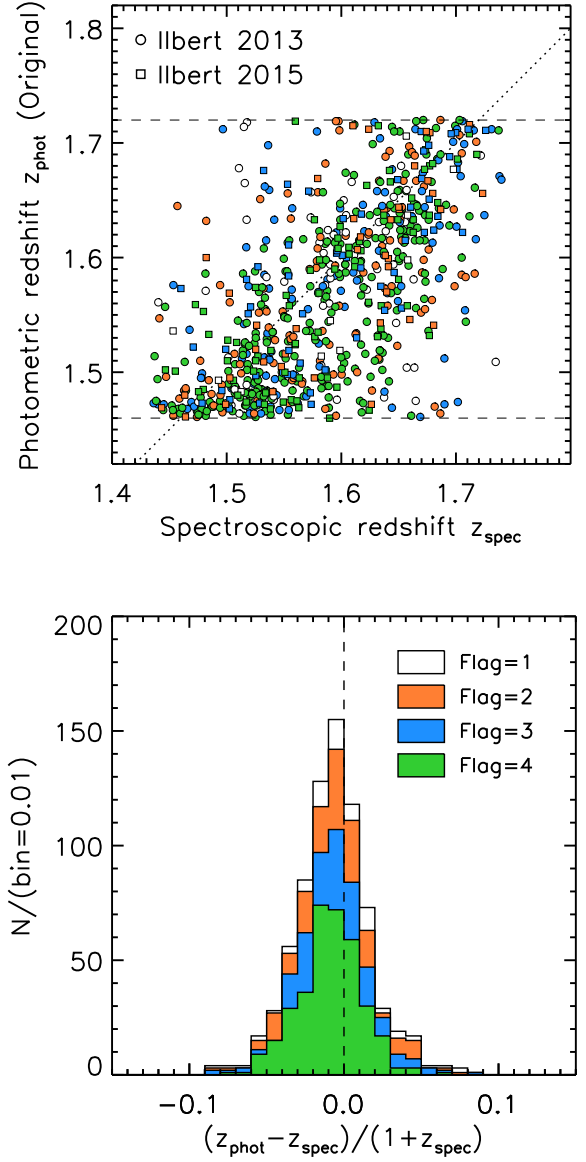 1.8
1.7
1.6
1.5
Photometric redshift z_phot (Original)
Ilbert 2013
Ilbert 2015
1.4 1.5 1.6 1.7
Spectroscopic redshift z_spec
200
150
100
50
0
N/(bin=0.01)
Flag=1
Flag=2
Flag=3
Flag=4
−0.1 0.0 0.1
(z_phot−z_spec)/(1+z_spec)